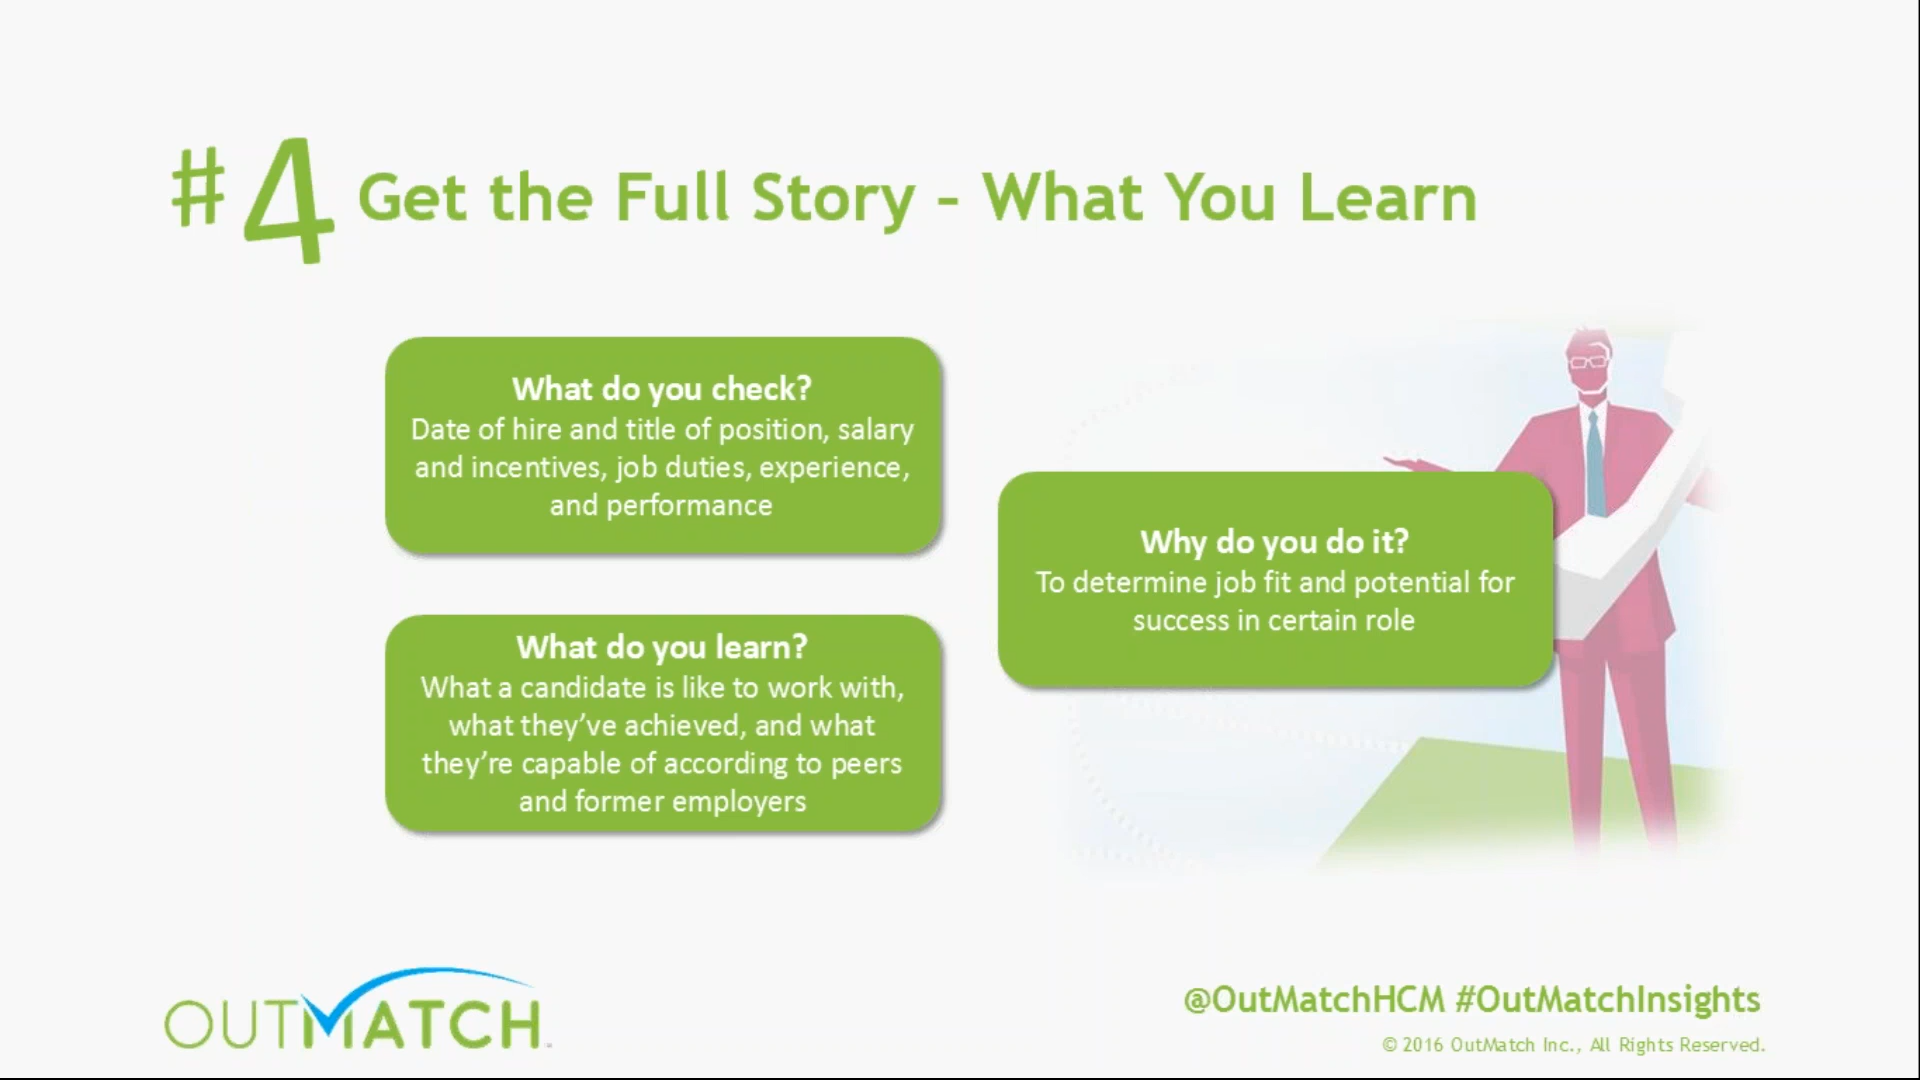 #4 Get the Full Story – What You Learn
What do you check?
Date of hire and title of position, salary
and incentives, job duties, experience,
and performance
What do you learn?
What a candidate is like to work with,
what they’ve achieved, and what
they’re capable of according to peers
and former employers
Why do you do it?
To determine job fit and potential for
success in certain role
OUTMATCH
@OutMatchHCM #OutMatchInsights
© 2016 OutMatch Inc., All Rights Reserved.